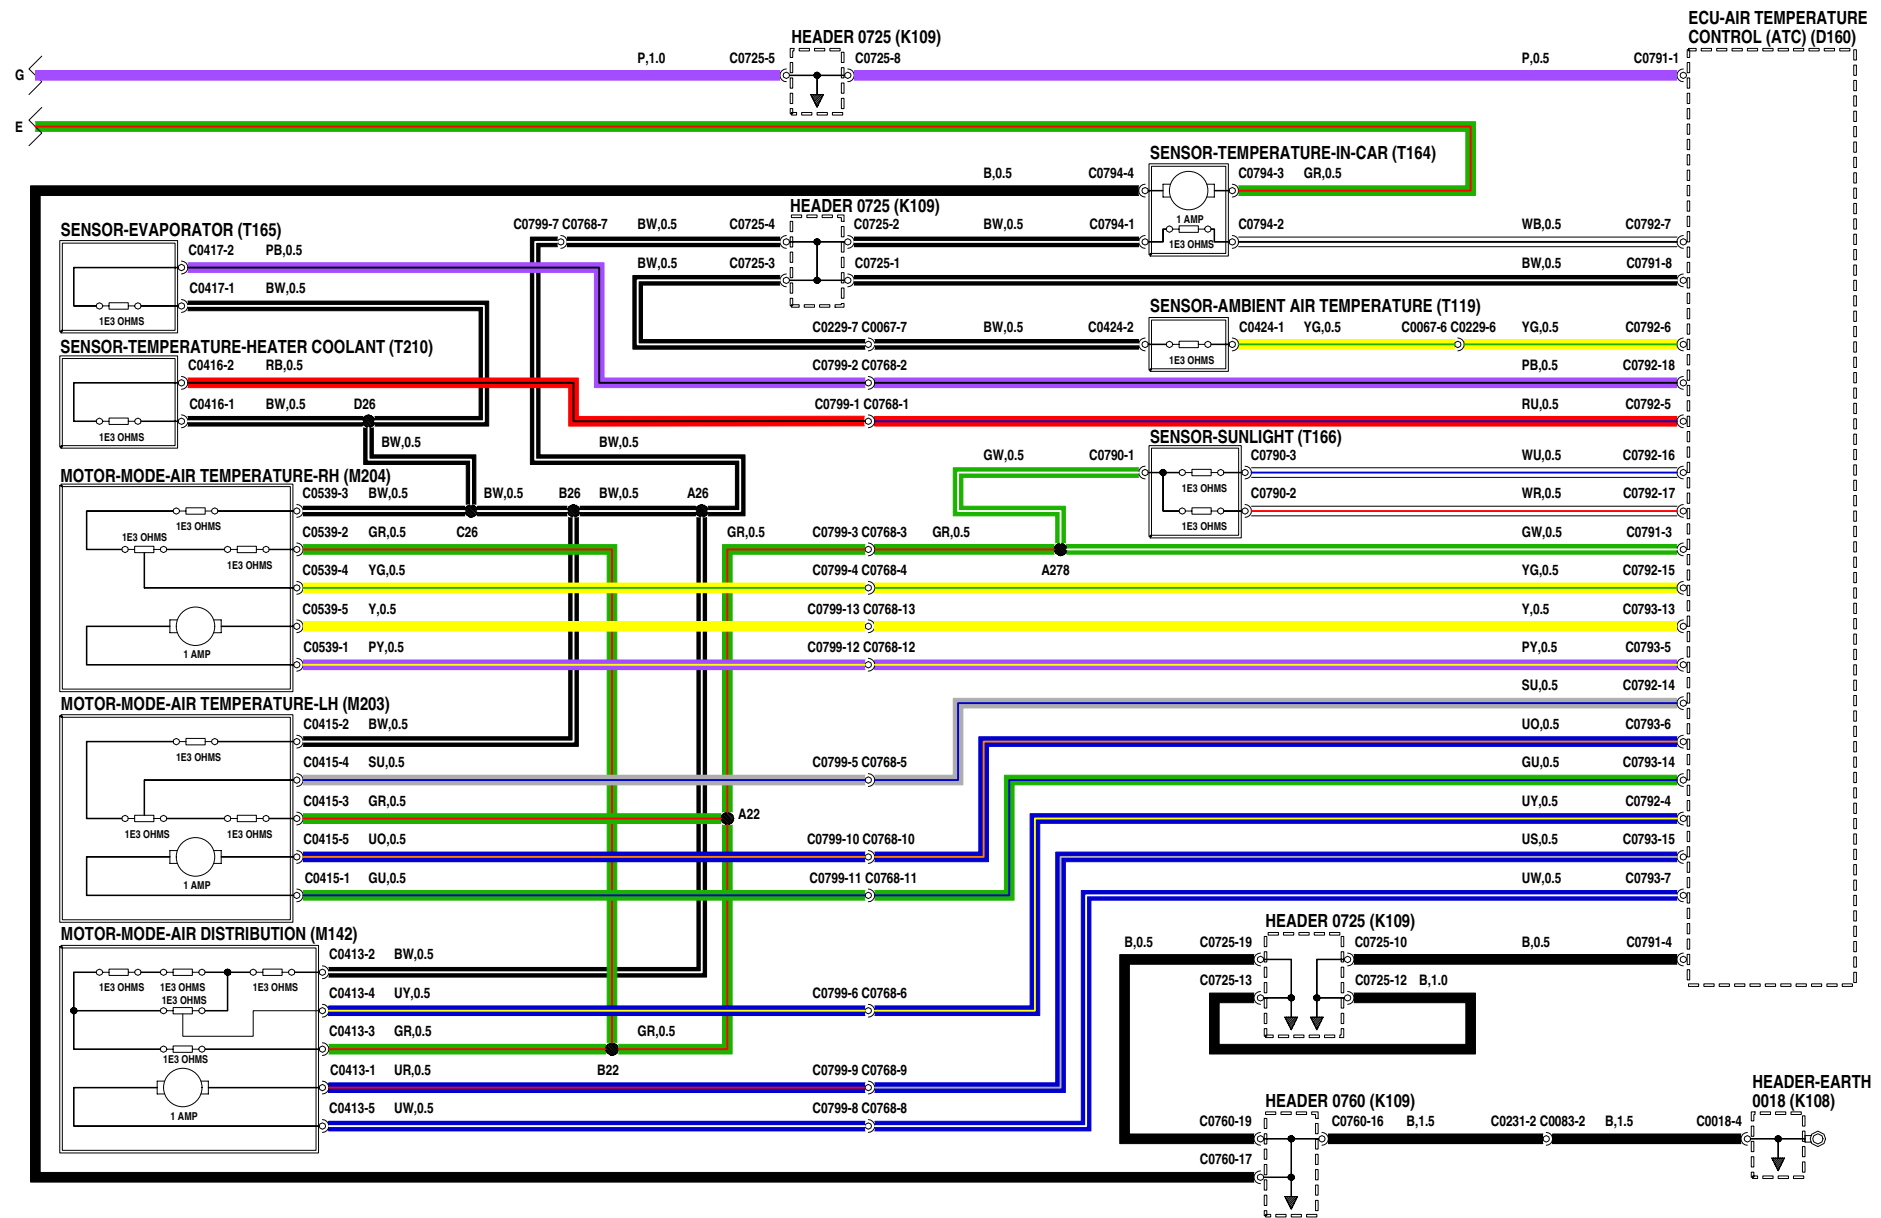 ECU-AIR TEMPERATURE
CONTROL (ATC) (D160)
HEADER 0725 (K109)
G P,1.0 C0725-5 C0725-8 P,0.5 C0791-1
E
SENSOR-TEMPERATURE-IN-CAR (T164)
B,0.5 C0794-4 C0794-3 GR,0.5
HEADER 0725 (K109)
1 AMP
SENSOR-EVAPORATOR (T165)
C0799-7 C0768-7 BW,0.5 C0725-4 C0725-2 BW,0.5 C0794-1 C0794-2 WB,0.5 C0792-7
1E3 OHMS
C0417-2 PB,0.5
BW,0.5 C0725-3 C0725-1 BW,0.5 C0791-8
C0417-1 BW,0.5
SENSOR-AMBIENT AIR TEMPERATURE (T119)
1E3 OHMS
C0229-7 C0067-7 BW,0.5 C0424-2 C0424-1 YG,0.5 C0067-6 C0229-6 YG,0.5 C0792-6
SENSOR-TEMPERATURE-HEATER COOLANT (T210)
1E3 OHMS
C0416-2 RB,0.5 C0799-2 C0768-2 PB,0.5 C0792-18
C0416-1 BW,0.5 D26 C0799-1 C0768-1 RU,0.5 C0792-5
1E3 OHMS
BW,0.5 BW,0.5
SENSOR-SUNLIGHT (T166)
GW,0.5 C0790-1 C0790-3 WU,0.5 C0792-16
MOTOR-MODE-AIR TEMPERATURE-RH (M204)
1E3 OHMS
C0539-3 BW,0.5 BW,0.5 B26 BW,0.5 A26 C0790-2 WR,0.5 C0792-17
1E3 OHMS
C0539-2 GR,0.5 C26 GR,0.5 C0799-3 C0768-3 GR,0.5 1E3 OHMS GW,0.5 C0791-3
1E3 OHMS
1E3 OHMS
C0539-4 YG,0.5 C0799-4 C0768-4 A278 YG,0.5 C0792-15
C0539-5 Y,0.5 C0799-13 C0768-13 Y,0.5 C0793-13
C0539-1 PY,0.5 C0799-12 C0768-12 PY,0.5 C0793-5
1 AMP
SU,0.5 C0792-14
MOTOR-MODE-AIR TEMPERATURE-LH (M203)
C0415-2 BW,0.5 UO,0.5 C0793-6
1E3 OHMS
C0415-4 SU,0.5 C0799-5 C0768-5 GU,0.5 C0793-14
C0415-3 GR,0.5 A22 UY,0.5 C0792-4
1E3 OHMS 1E3 OHMS
C0415-5 UO,0.5 C0799-10 C0768-10 US,0.5 C0793-15
C0415-1 GU,0.5 C0799-11 C0768-11 UW,0.5 C0793-7
1 AMP
HEADER 0725 (K109)
MOTOR-MODE-AIR DISTRIBUTION (M142)
B,0.5 C0725-19 C0725-10 B,0.5 C0791-4
C0413-2 BW,0.5
C0725-13 C0725-12 B,1.0
1E3 OHMS 1E3 OHMS 1E3 OHMS
C0413-4 UY,0.5 C0799-6 C0768-6
1E3 OHMS
C0413-3 GR,0.5 GR,0.5
1E3 OHMS
C0413-1 UR,0.5 B22 C0799-9 C0768-9
HEADER-EARTH
0018 (K108)
HEADER 0760 (K109)
C0413-5 UW,0.5 C0799-8 C0768-8
1 AMP
C0760-19 C0760-16 B,1.5 C0231-2 C0083-2 B,1.5 C0018-4
C0760-17